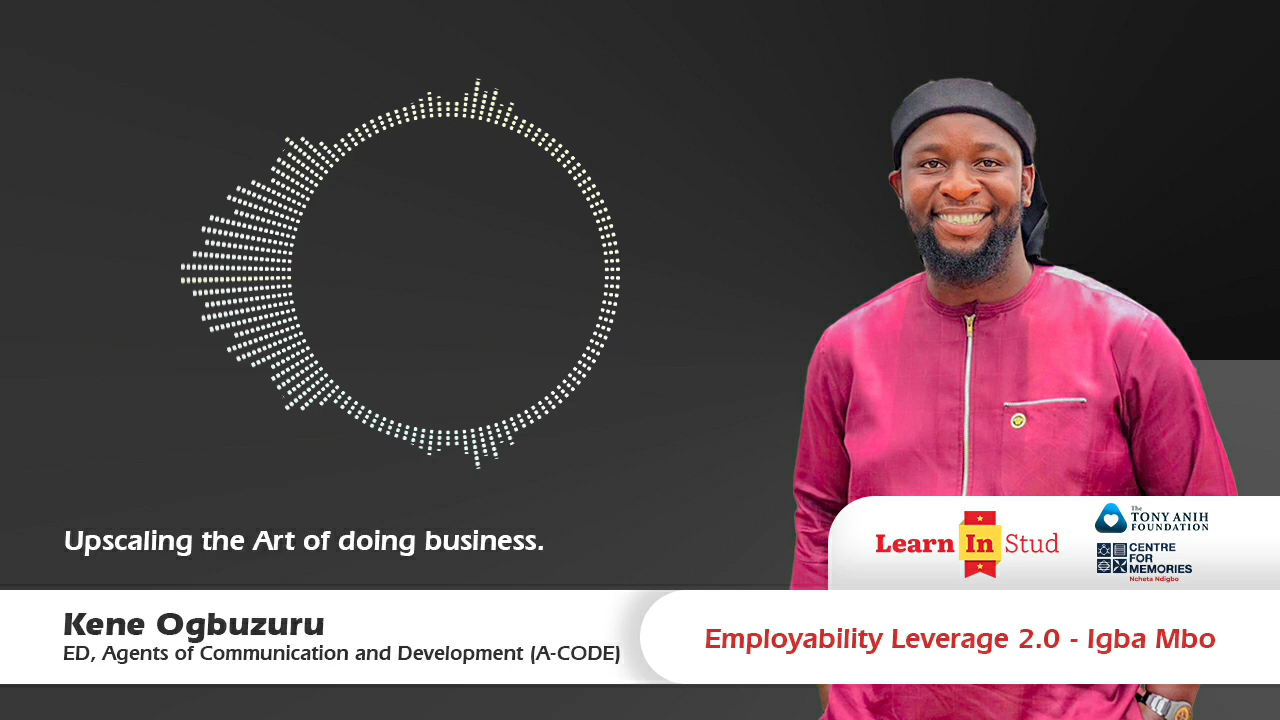 Upscaling the Art of doing business.
Kene Ogbuzuru
ED, Agents of Communication and Development (A-CODE)
Learn In Stud
The
TONY ANIH
FOUNDATION
CENTRE
FOR
MEMORIES
Ncheta Ndigbo
Employability Leverage 2.0 - Igba Mbo